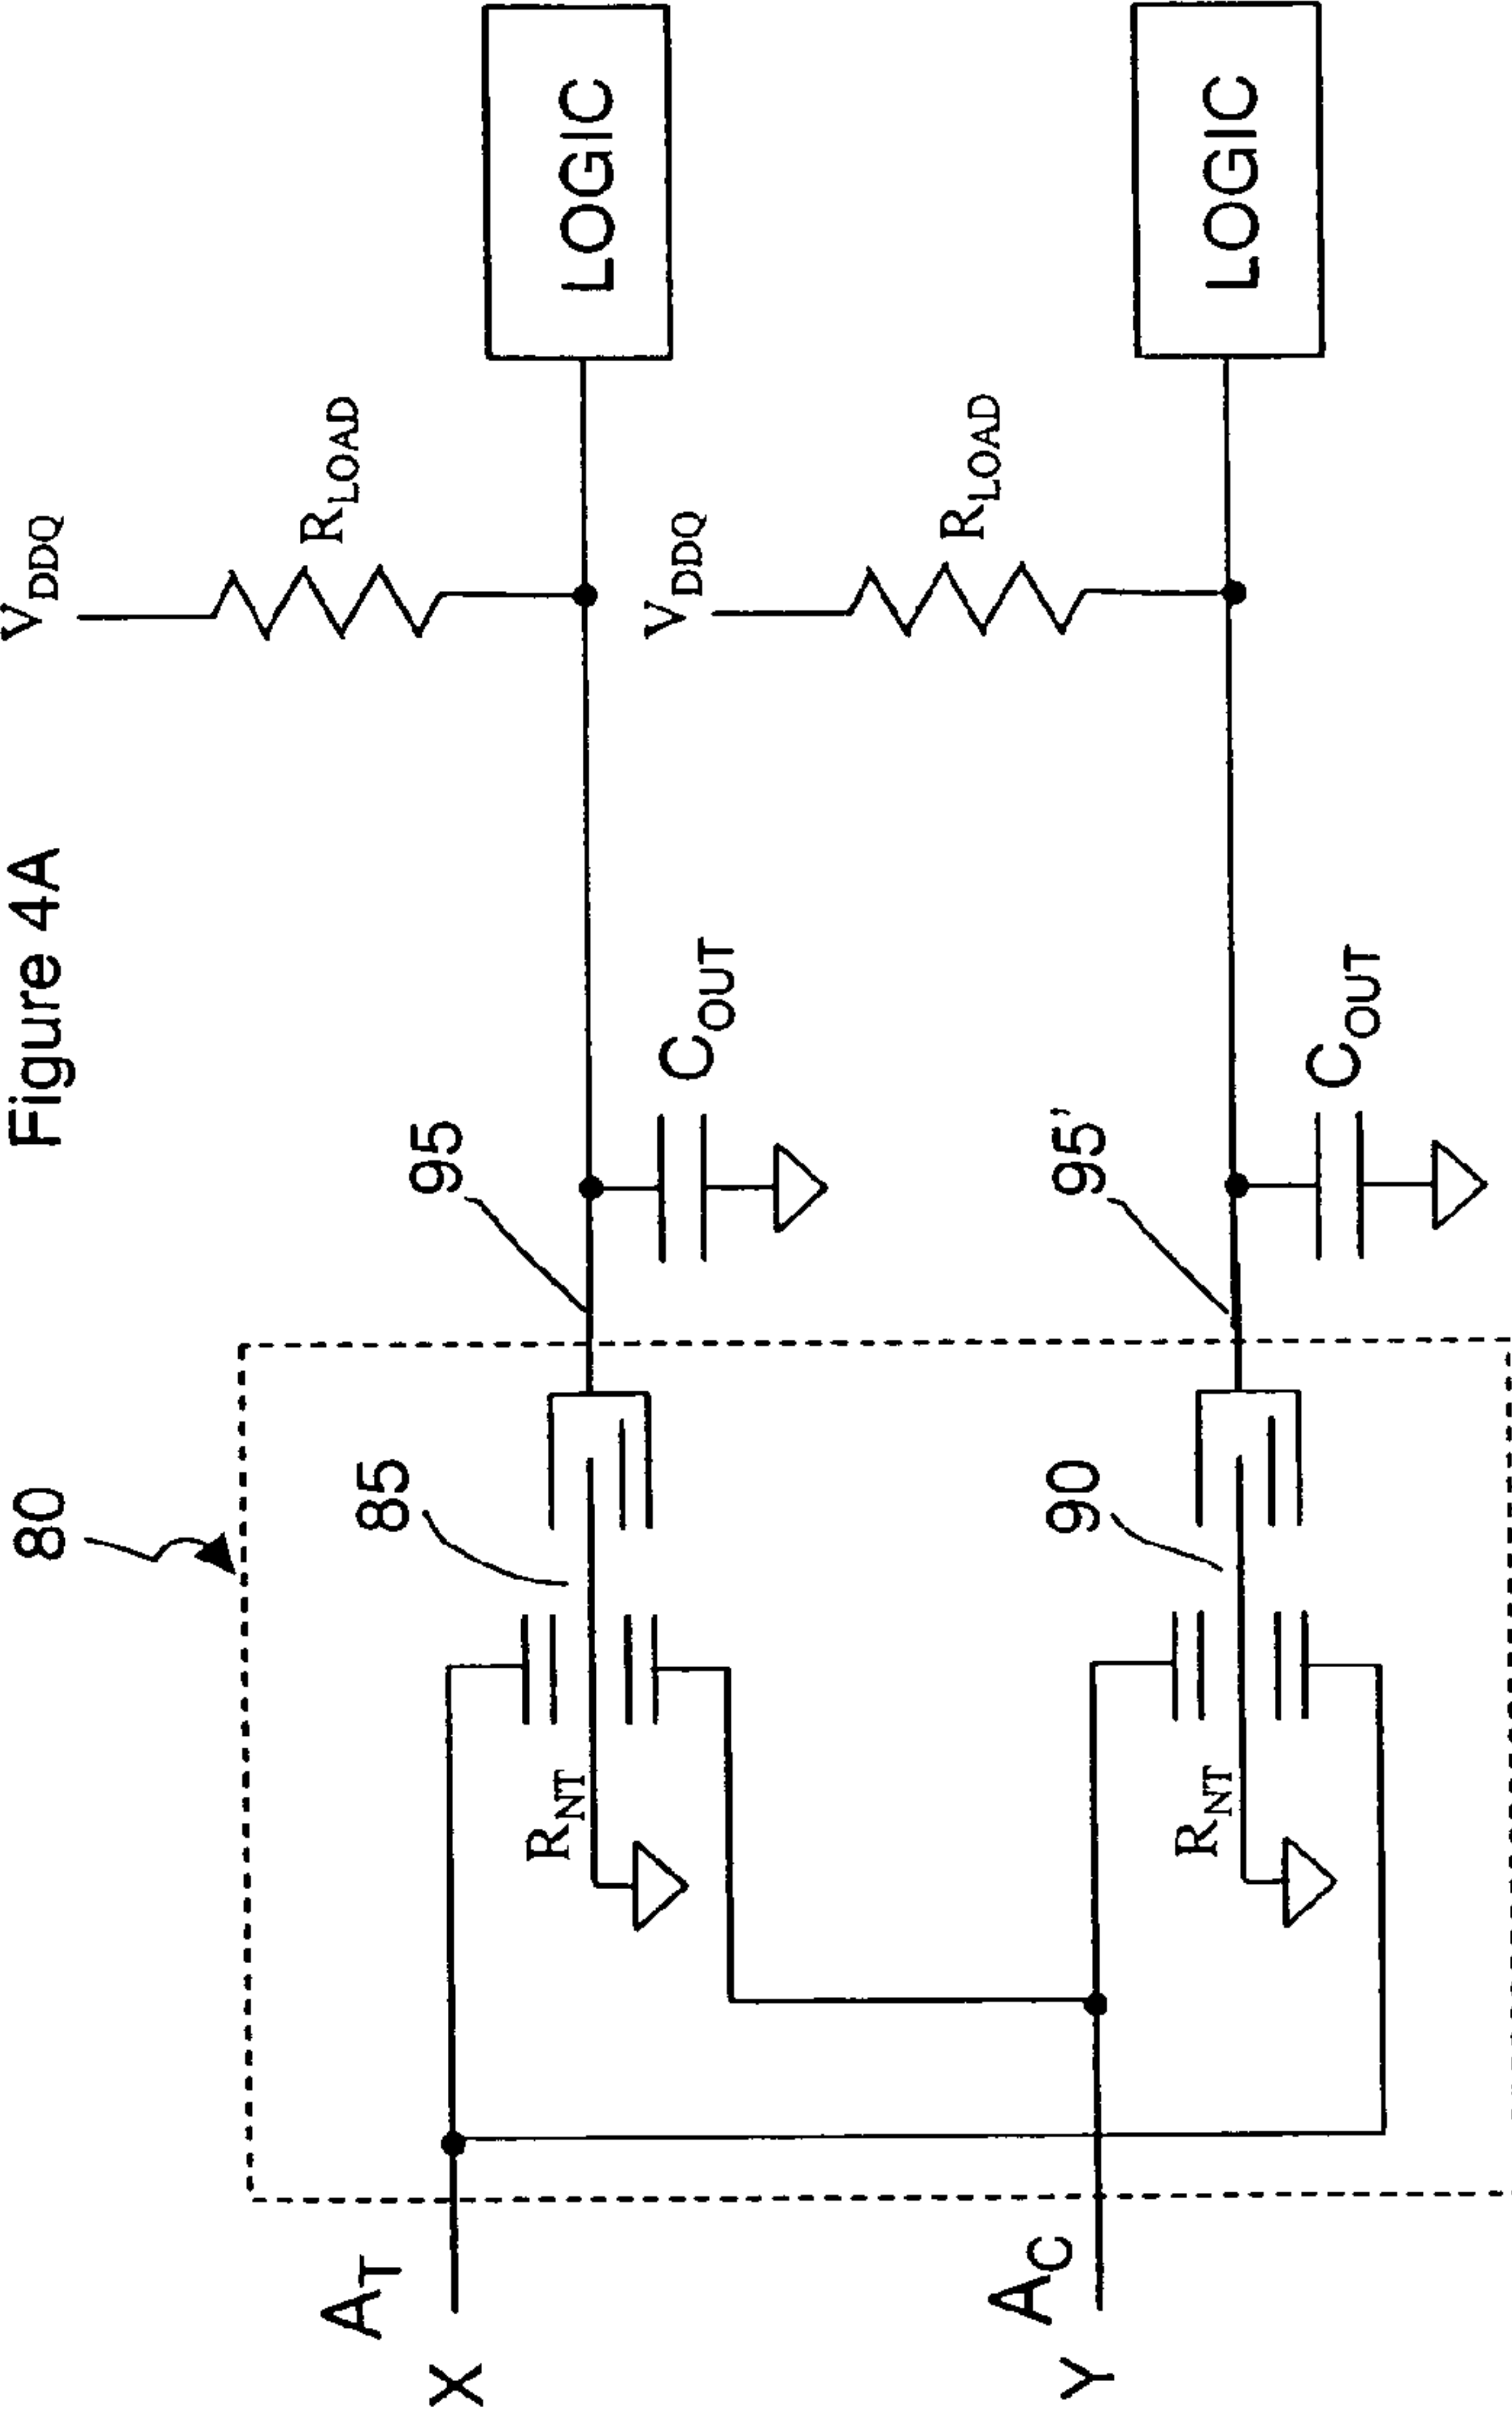 Figure 4A
80
V_DDQ
R_LOAD
85
95
LOGIC
A_T
X
R_NT
C_OUT
V_DDQ
R_LOAD
90
95'
LOGIC
A_C
Y
R_NT
C_OUT